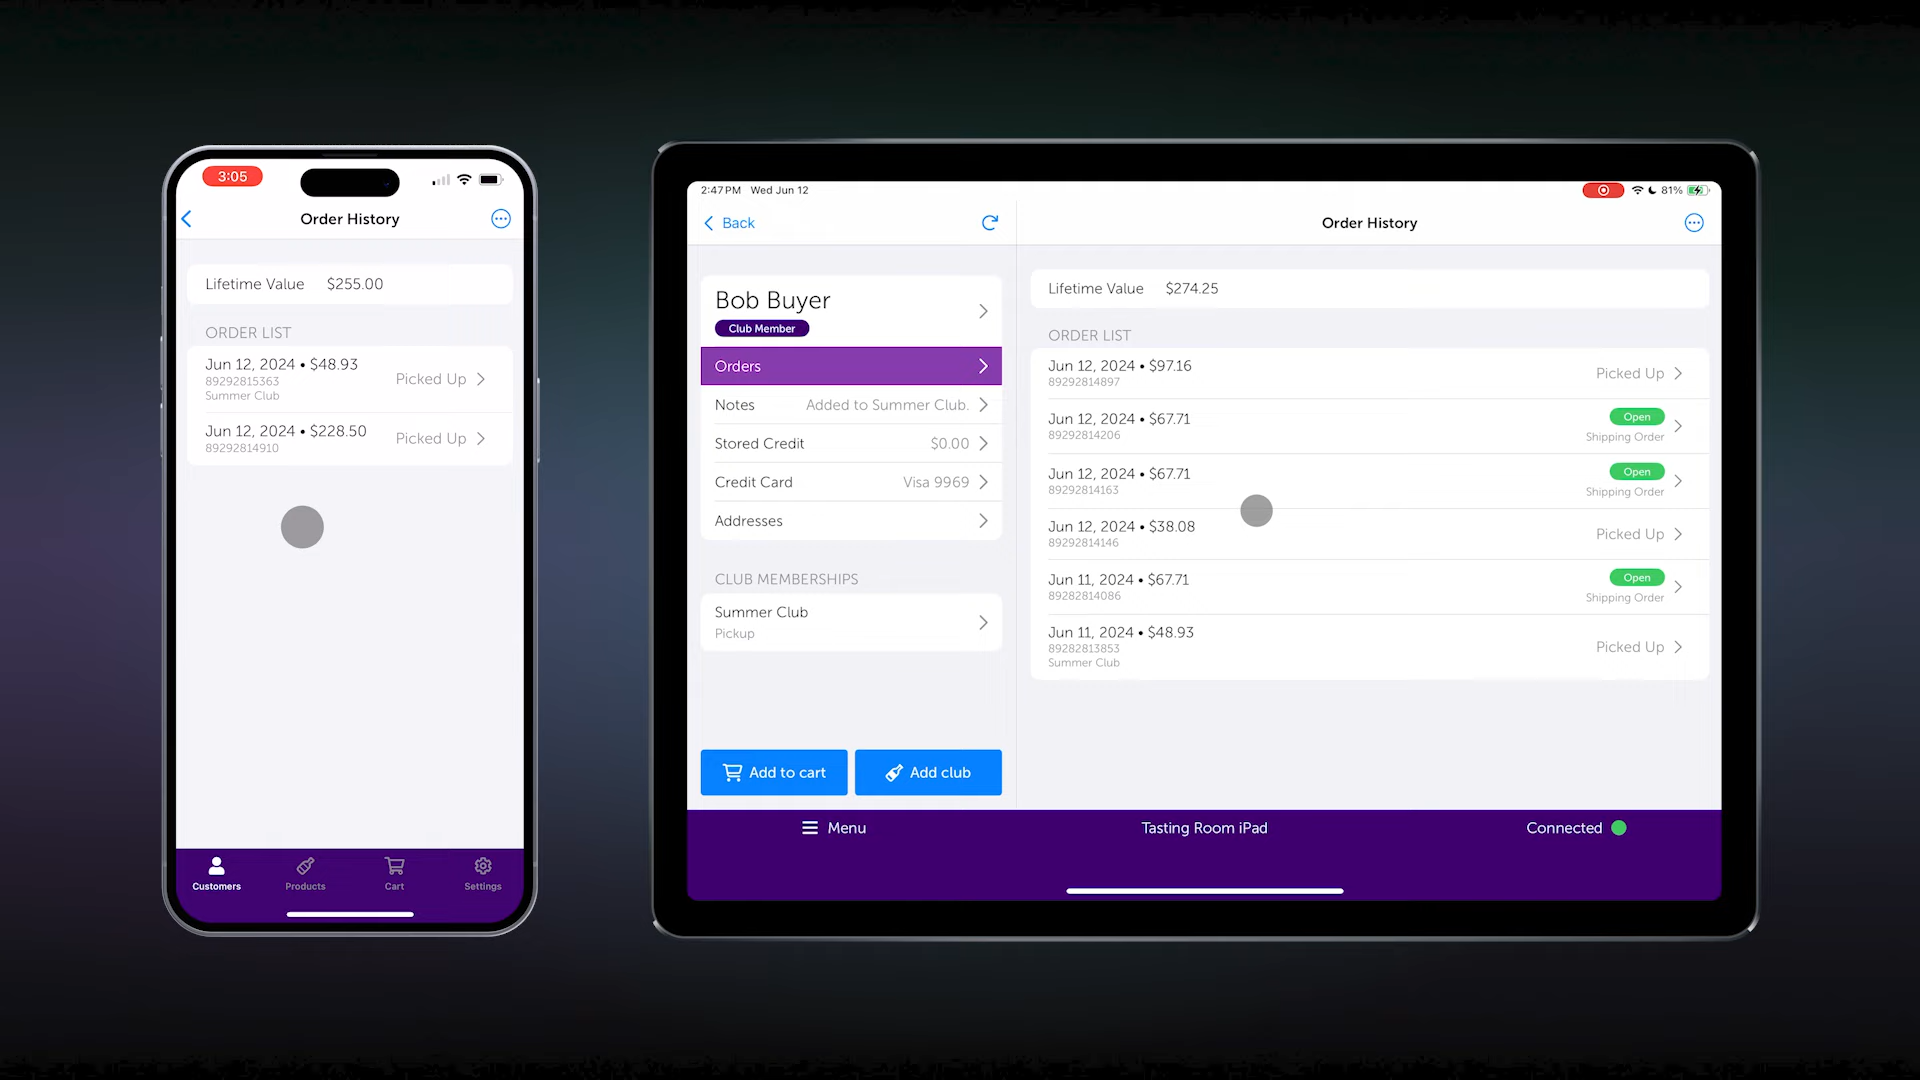 3:05
Order History
Lifetime Value $255.00
ORDER LIST
Jun 12, 2024 • $48.93
89292815363
Summer Club
Picked Up
Jun 12, 2024 • $228.50
89292814910
Picked Up
Customers
Products
Cart
Settings
2:47 PM Wed Jun 12
81%
Back
Order History
Bob Buyer
Club Member
Orders
Notes Added to Summer Club.
Stored Credit $0.00
Credit Card Visa 9969
Addresses
CLUB MEMBERSHIPS
Summer Club
Pickup
Add to cart
Add club
Lifetime Value $274.25
ORDER LIST
Jun 12, 2024 • $97.16
89292814897
Picked Up
Jun 12, 2024 • $67.71
89292814206
Open
Shipping Order
Jun 12, 2024 • $67.71
89292814163
Open
Shipping Order
Jun 12, 2024 • $38.08
89292814146
Picked Up
Jun 11, 2024 • $67.71
89282814086
Open
Shipping Order
Jun 11, 2024 • $48.93
89282813853
Summer Club
Picked Up
Menu
Tasting Room iPad
Connected